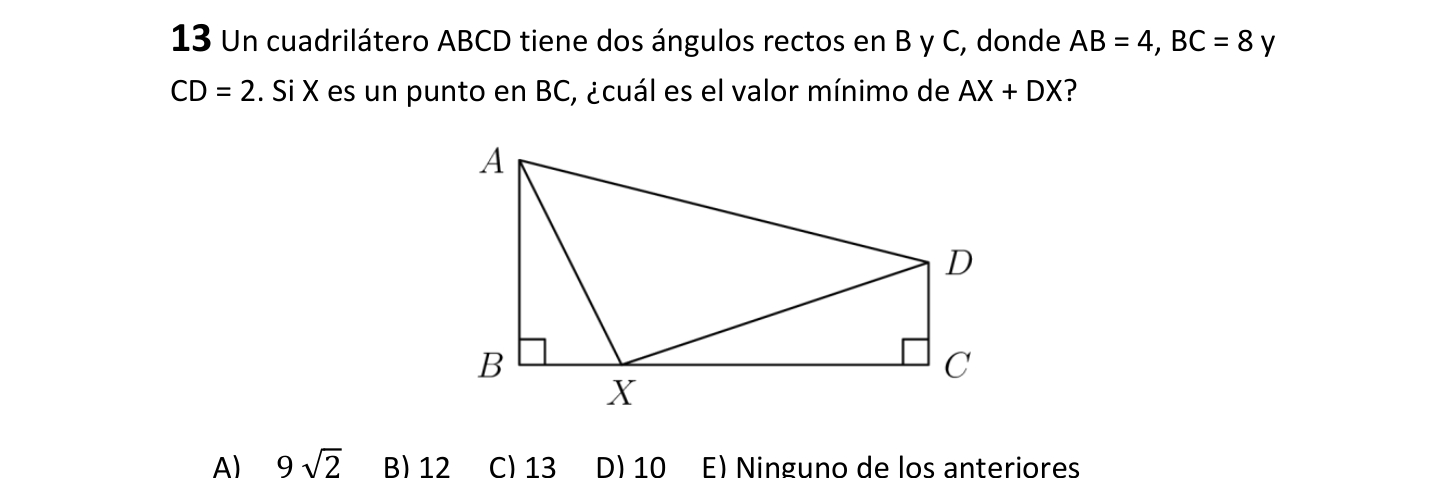 13 Un cuadrilátero ABCD tiene dos ángulos rectos en B y C, donde AB = 4, BC = 8 y
CD = 2. Si X es un punto en BC, ¿cuál es el valor mínimo de AX + DX?
A
D
B
C
X
A) 9 √2 B) 12 C) 13 D) 10 E) Ninguno de los anteriores